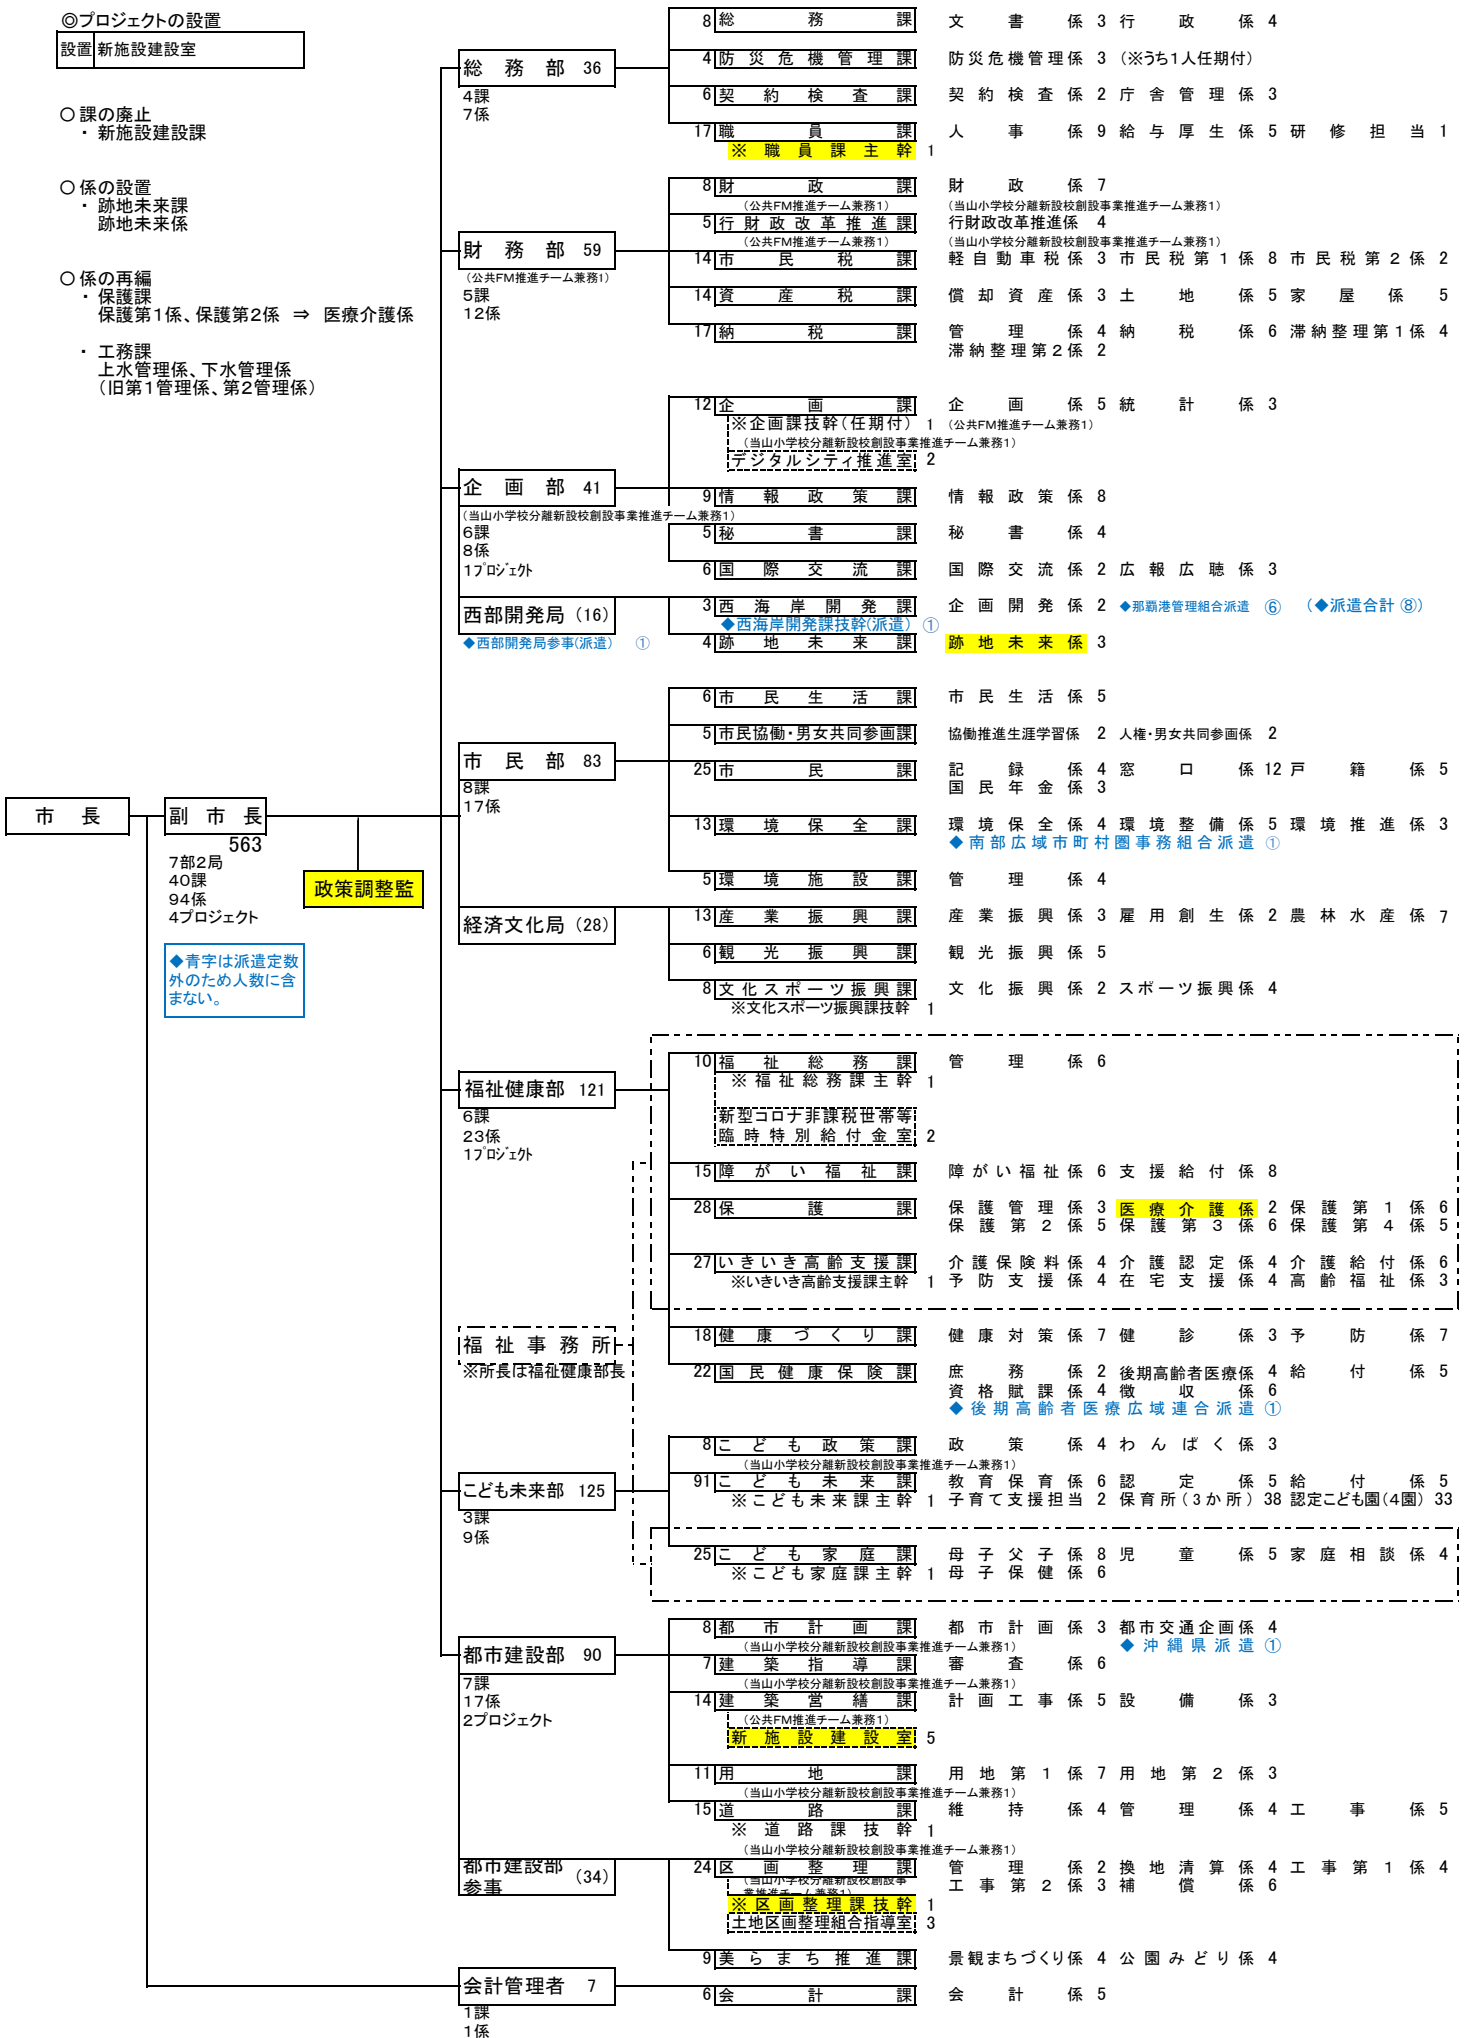 ◎プロジェクトの設置
設置 新施設建設室
○課の廃止
・ 新施設建設課
○係の設置
・ 跡地未来課
跡地未来係
○係の再編
・ 保護課
保護第1係、保護第2係 ⇒ 医療介護係
・ 工務課
上水管理係、下水管理係
(旧第1管理係、第2管理係)
市長
副市長
563
7部2局
40課
94係
4プロジェクト
政策調整監
◆青字は派遣定数
外のため人数に含
まない。
総務部 36
4課
7係
8 総務課 文書係 3 行政係 4
4 防災危機管理課 防災危機管理係 3 (※うち1人任期付)
6 契約検査課 契約検査係 2 庁舎管理係 3
17 職員課 人事係 9 給与厚生係 5 研修担当 1
※職員課主幹 1
財務部 59
(公共FM推進チーム兼務1)
5課
12係
8 財政課 財政係 7
(公共FM推進チーム兼務1) (当山小学校分離新設校創設事業推進チーム兼務1)
5 行財政改革推進課 行財政改革推進係 4
(公共FM推進チーム兼務1) (当山小学校分離新設校創設事業推進チーム兼務1)
14 市民税課 軽自動車税係 3 市民税第1係 8 市民税第2係 2
14 資産税課 償却資産係 3 土地係 5 家屋係 5
17 納税課 管理係 4 納税係 6 滞納整理第1係 4
滞納整理第2係 2
企画部 41
(当山小学校分離新設校創設事業推進チーム兼務1)
6課
8係
1プロジェクト
12 企画課 企画係 5 統計係 3
※企画課技幹(任期付) 1 (公共FM推進チーム兼務1)
(当山小学校分離新設校創設事業推進チーム兼務1)
デジタルシティ推進室 2
9 情報政策課 情報政策係 8
5 秘書課 秘書係 4
6 国際交流課 国際交流係 2 広報広聴係 3
西部開発局 (16)
◆西部開発局参事(派遣) ①
3 西海岸開発課 企画開発係 2 ◆那覇港管理組合派遣 ⑥ (◆派遣合計 ⑧)
◆西海岸開発課技幹(派遣) ①
4 跡地未来課 跡地未来係 3
市民部 83
8課
17係
6 市民生活課 市民生活係 5
5 市民協働・男女共同参画課 協働推進生涯学習係 2 人権・男女共同参画係 2
25 市民課 記録係 4 窓口係 12 戸籍係 5
国民年金係 3
13 環境保全課 環境保全係 4 環境整備係 5 環境推進係 3
◆南部広域市町村圏事務組合派遣 ①
5 環境施設課 管理係 4
経済文化局 (28)
13 産業振興課 産業振興係 3 雇用創生係 2 農林水産係 7
6 観光振興課 観光振興係 5
8 文化スポーツ振興課 文化振興係 2 スポーツ振興係 4
※文化スポーツ振興課技幹 1
福祉健康部 121
6課
23係
1プロジェクト
10 福祉総務課 管理係 6
※福祉総務課主幹 1
新型コロナ非課税世帯等
臨時特別給付金室 2
15 障がい福祉課 障がい福祉係 6 支援給付係 8
28 保護課 保護管理係 3 医療介護係 2 保護第1係 6
保護第2係 5 保護第3係 6 保護第4係 5
27 いきいき高齢支援課 介護保険料係 4 介護認定係 4 介護給付係 6
※いきいき高齢支援課主幹 1 予防支援係 4 在宅支援係 4 高齢福祉係 3
福祉事務所
※所長は福祉健康部長
18 健康づくり課 健康対策係 7 健診係 3 予防係 7
22 国民健康保険課 庶務係 2 後期高齢者医療係 4 給付係 5
資格賦課係 4 徴収係 6
◆後期高齢者医療広域連合派遣 ①
こども未来部 125
3課
9係
8 こども政策課 政策係 4 わんぱく係 3
(当山小学校分離新設校創設事業推進チーム兼務1)
91 こども未来課 教育保育係 6 認定係 5 給付係 5
※こども未来課主幹 1 子育て支援担当 2 保育所(3か所) 38 認定こども園(4園) 33
25 こども家庭課 母子父子係 8 児童係 5 家庭相談係 4
※こども家庭課主幹 1 母子保健係 6
都市建設部 90
7課
17係
2プロジェクト
8 都市計画課 都市計画係 3 都市交通企画係 4
(当山小学校分離新設校創設事業推進チーム兼務1) ◆沖縄県派遣 ①
7 建築指導課 審査係 6
(当山小学校分離新設校創設事業推進チーム兼務1)
14 建築営繕課 計画工事係 5 設備係 3
(公共FM推進チーム兼務1)
新施設建設室 5
11 用地課 用地第1係 7 用地第2係 3
(当山小学校分離新設校創設事業推進チーム兼務1)
15 道路課 維持係 4 管理係 4 工事係 5
※道路課技幹 1
(当山小学校分離新設校創設事業推進チーム兼務1)
都市建設部
参事 (34)
24 区画整理課 管理係 2 換地清算係 4 工事第1係 4
(当山小学校分離新設校創設事
業推進チーム兼務1) 工事第2係 3 補償係 6
※区画整理課技幹 1
土地区画整理組合指導室 3
9 美らまち推進課 景観まちづくり係 4 公園みどり係 4
会計管理者 7
1課
1係
6 会計課 会計係 5